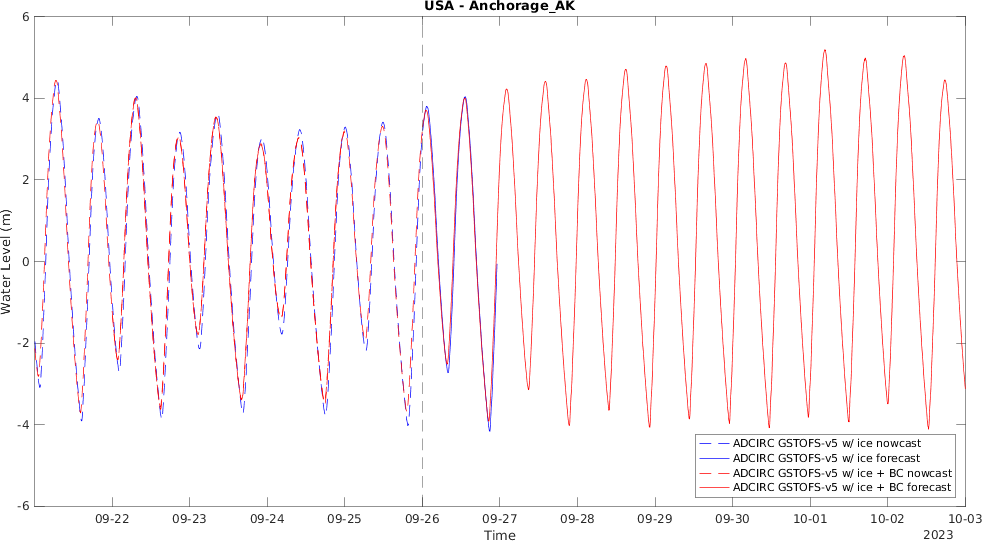 USA - Anchorage_AK
6
4
2
0
-2
-4
-6
Water Level (m)
ADCIRC GSTOFS-v5 w/ ice nowcast
ADCIRC GSTOFS-v5 w/ ice forecast
ADCIRC GSTOFS-v5 w/ ice + BC nowcast
ADCIRC GSTOFS-v5 w/ ice + BC forecast
09-22 09-23 09-24 09-25 09-26 09-27 09-28 09-29 09-30 10-01 10-02 10-03
Time
2023